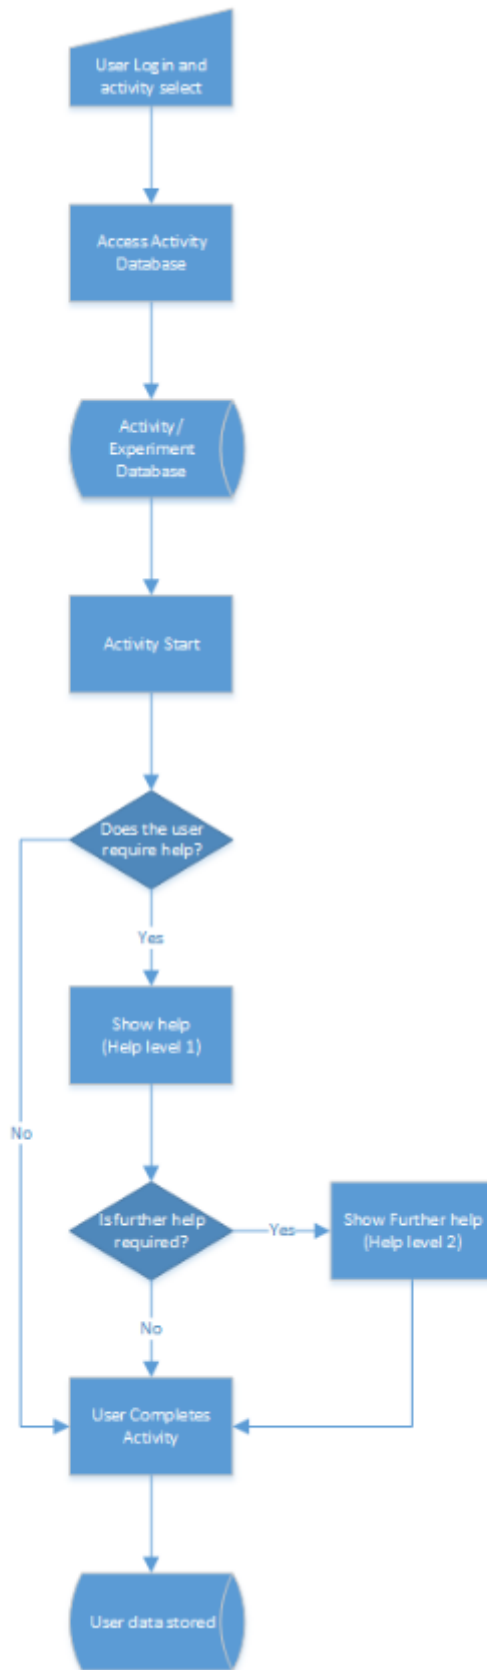 User Login and
activity select
Access Activity
Database
Activity/
Experiment
Database
Activity Start
Does the user
require help?
Yes
Show help
(Help level 1)
No
Is further help
required?
Yes
Show Further help
(Help level 2)
No
User Completes
Activity
User data stored